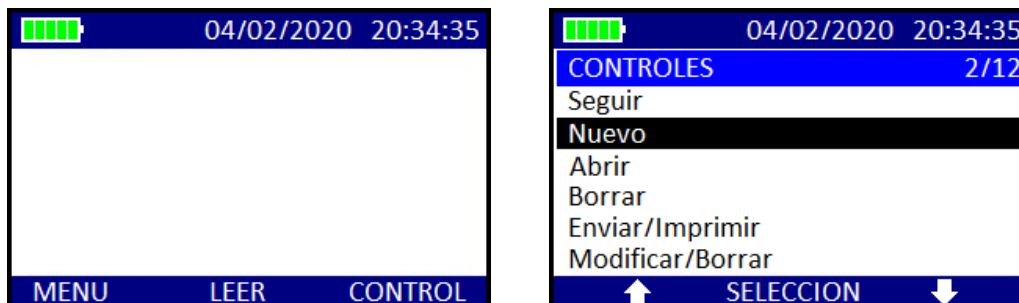 04/02/2020 20:34:35
MENU LEER CONTROL
04/02/2020 20:34:35
CONTROLES 2/12
Seguir
Nuevo
Abrir
Borrar
Enviar/Imprimir
Modificar/Borrar
SELECCION